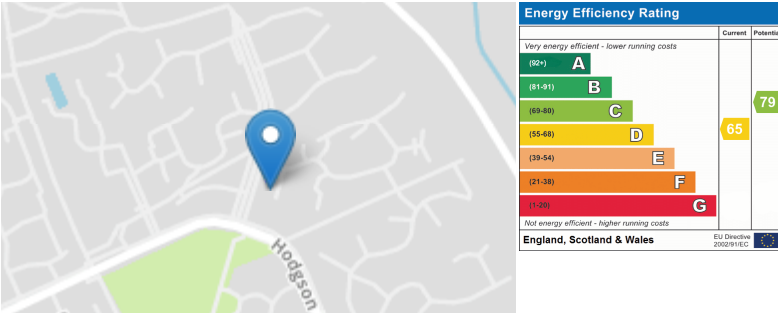 Hodgson
Energy Efficiency Rating
Current Potentia
Very energy efficient - lower running costs
(92+) A
(81-91) B
(69-80) C
79
(55-68) D
65
(39-54) E
(21-38) F
(1-20) G
Not energy efficient - higher running costs
England, Scotland & Wales
EU Directive
2002/91/EC